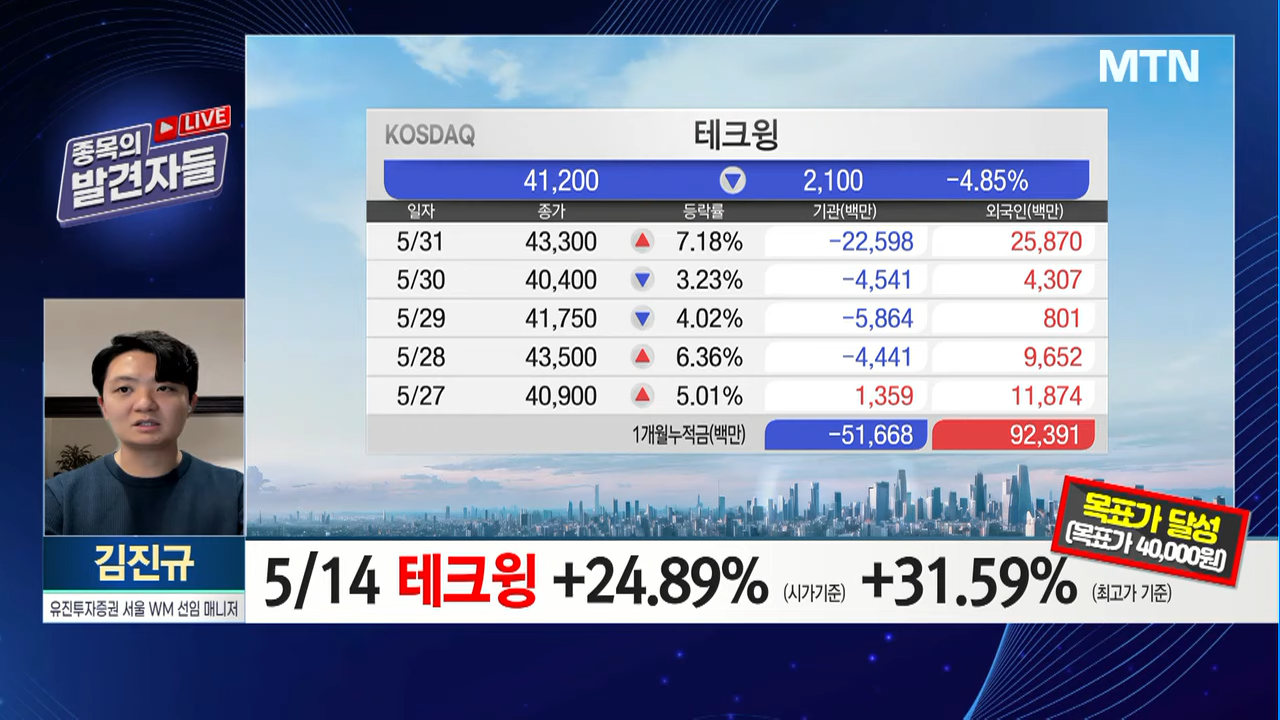 MTN
LIVE
종목의
발견자들
KOSDAQ 테크윙
41,200 ▽ 2,100 -4.85%
일자 종가 등락률 기관(백만) 외국인(백만)
5/31 43,300 ▲ 7.18% -22,598 25,870
5/30 40,400 ▼ 3.23% -4,541 4,307
5/29 41,750 ▼ 4.02% -5,864 801
5/28 43,500 ▲ 6.36% -4,441 9,652
5/27 40,900 ▲ 5.01% 1,359 11,874
1개월누적금(백만) -51,668 92,391
목표가 달성
(목표가 40,000원)
김진규
유진투자증권 서울 WM 선임 매니저
5/14 테크윙 +24.89% (시가기준) +31.59% (최고가 기준)